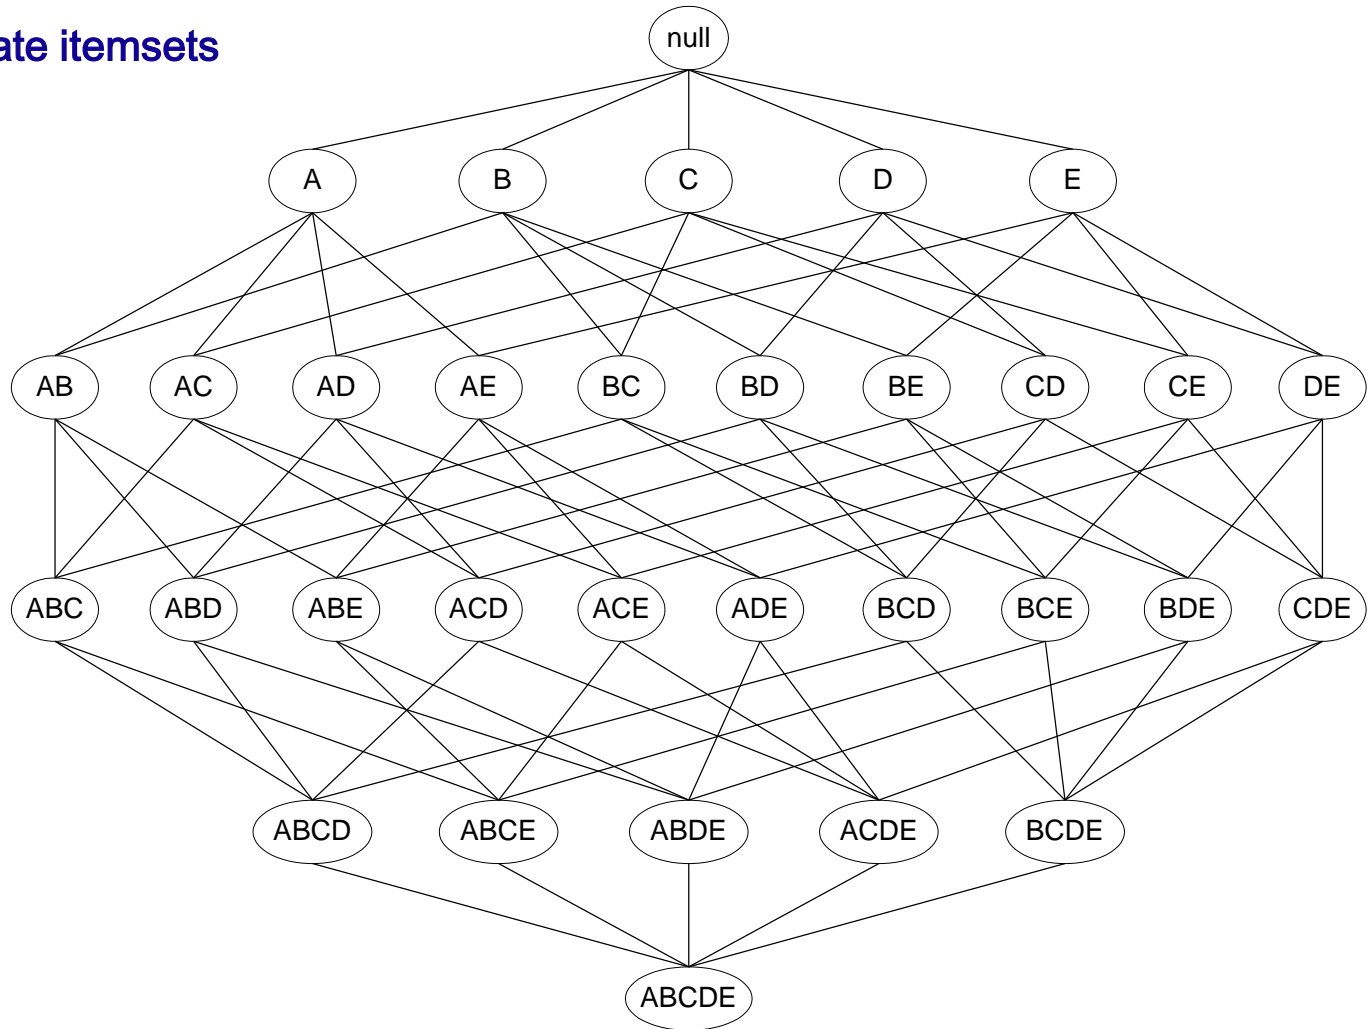 ate itemsets
null
A B C D E
AB AC AD AE BC BD BE CD CE DE
ABC ABD ABE ACD ACE ADE BCD BCE BDE CDE
ABCD ABCE ABDE ACDE BCDE
ABCDE